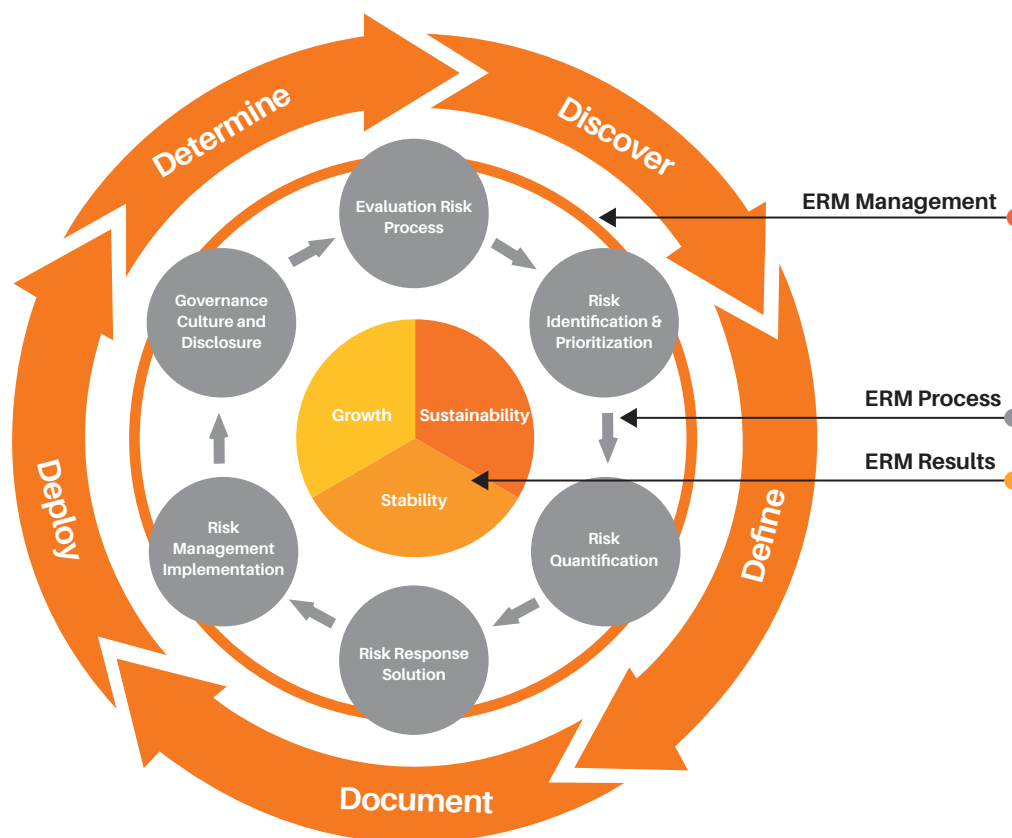 Determine
Discover
ERM Management
Evaluation Risk
Process
Governance
Culture and
Disclosure
Risk
Identification &
Prioritization
Growth
Sustainability
Stability
ERM Process
ERM Results
Deploy
Define
Risk
Management
Implementation
Risk
Quantification
Risk Response
Solution
Document